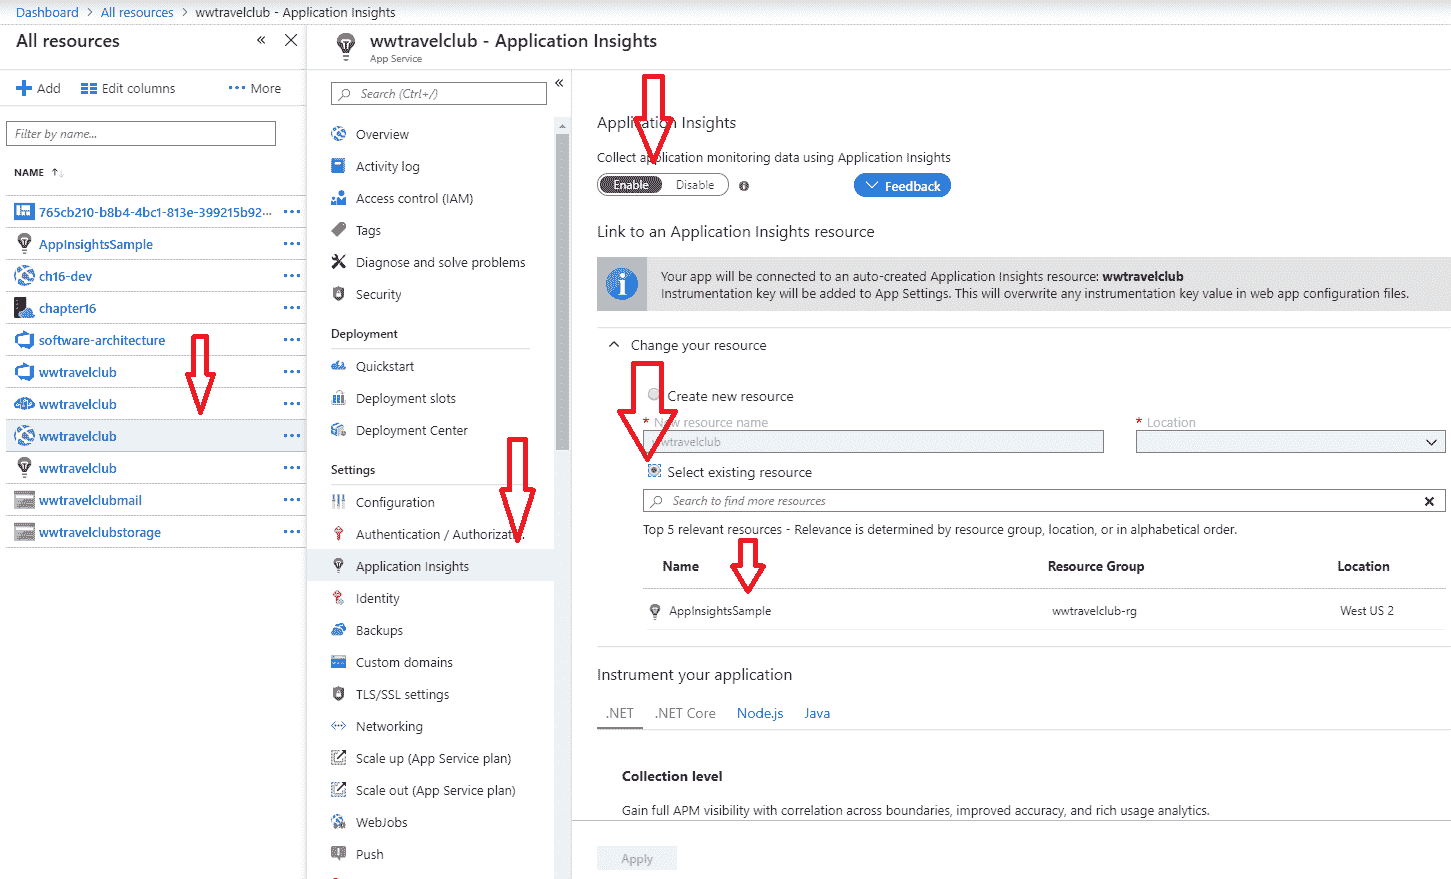 Dashboard > All resources > wwtravelclub - Application Insights
All resources
Add
Edit columns
More
Filter by name...
NAME
765cb210-b8b4-4bc1-813e-399215b92...
AppInsightsSample
ch16-dev
chapter16
software-architecture
wwtravelclub
wwtravelclub
wwtravelclub
wwtravelclub
wwtravelclubmail
wwtravelclubstorage
wwtravelclub - Application Insights
App Service
Search (Ctrl+/)
Overview
Activity log
Access control (IAM)
Tags
Diagnose and solve problems
Security
Deployment
Quickstart
Deployment slots
Deployment Center
Settings
Configuration
Authentication / Authorizati...
Application Insights
Identity
Backups
Custom domains
TLS/SSL settings
Networking
Scale up (App Service plan)
Scale out (App Service plan)
WebJobs
Push
Application Insights
Collect application monitoring data using Application Insights
Enable Disable
Feedback
Link to an Application Insights resource
Your app will be connected to an auto-created Application Insights resource: wwtravelclub
Instrumentation key will be added to App Settings. This will overwrite any instrumentation key value in web app configuration files.
Change your resource
Create new resource
* New resource name
* Location
wwtravelclub
Select existing resource
Search to find more resources
Top 5 relevant resources - Relevance is determined by resource group, location, or in alphabetical order.
Name Resource Group Location
AppInsightsSample wwtravelclub-rg West US 2
Instrument your application
.NET .NET Core Node.js Java
Collection level
Gain full APM visibility with correlation across boundaries, improved accuracy, and rich usage analytics.
Apply